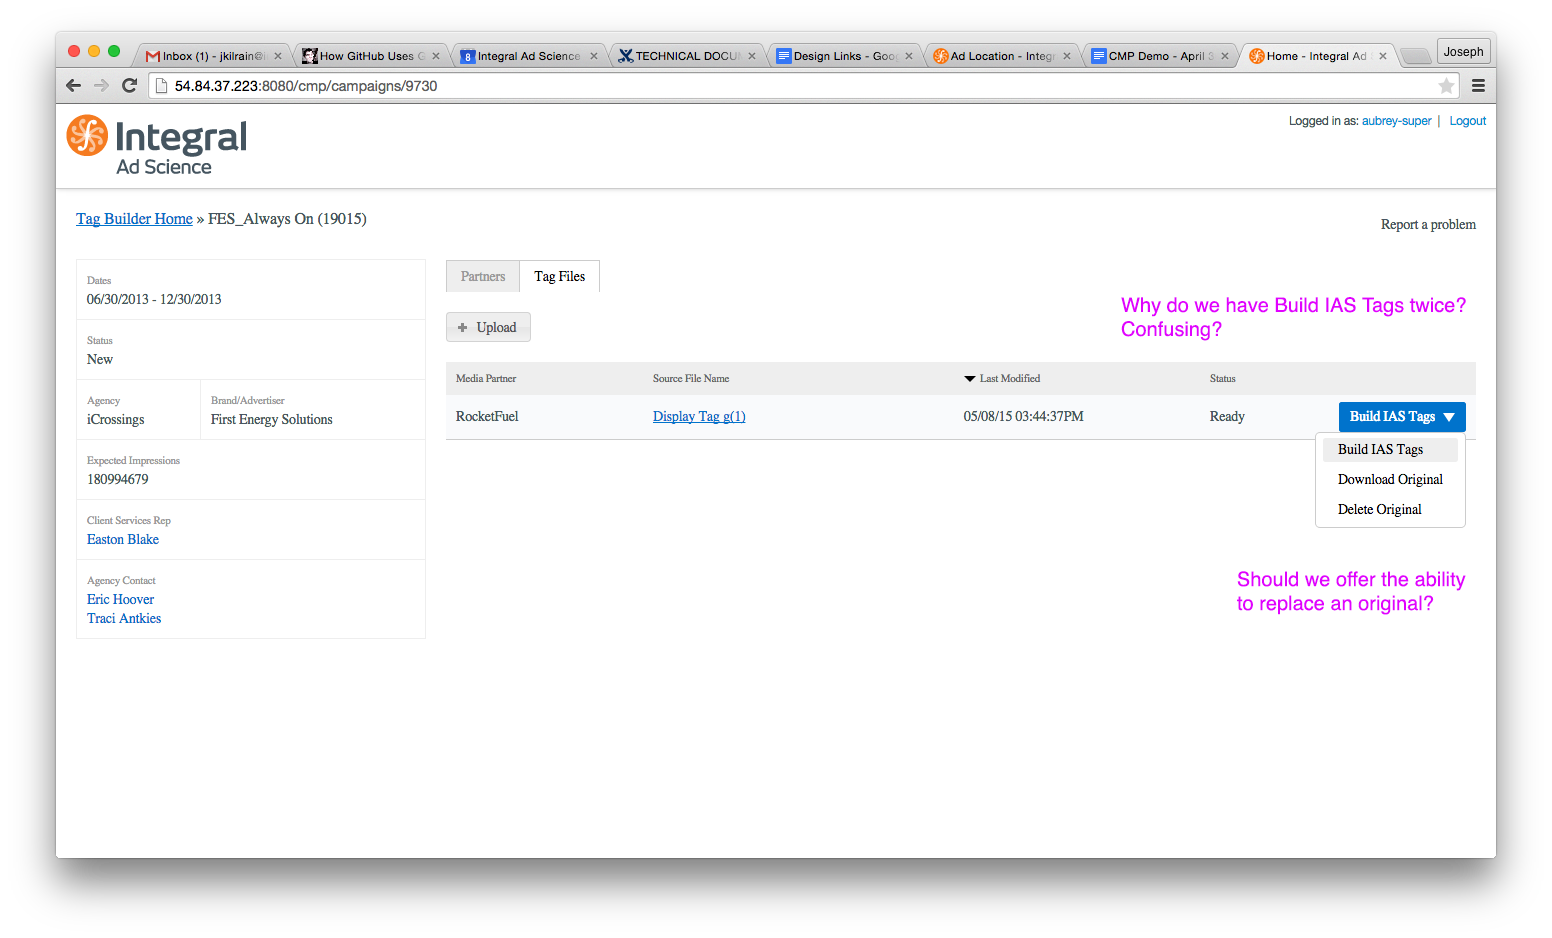 Inbox (1) - jkilrain@i
How GitHub Uses G
8 Integral Ad Science
TECHNICAL DOCU
Design Links - Goo
Ad Location - Integ
CMP Demo - April 3
Home - Integral Ad
Joseph
54.84.37.223:8080/cmp/campaigns/9730
Integral
Ad Science
Logged in as: aubrey-super | Logout
Tag Builder Home » FES_Always On (19015)
Report a problem
Dates
06/30/2013 - 12/30/2013
Status
New
Agency
iCrossings
Brand/Advertiser
First Energy Solutions
Expected Impressions
180994679
Client Services Rep
Easton Blake
Agency Contact
Eric Hoover
Traci Antkies
Partners
Tag Files
Why do we have Build IAS Tags twice?
Confusing?
+ Upload
Media Partner Source File Name Last Modified Status
RocketFuel Display Tag g(1) 05/08/15 03:44:37PM Ready Build IAS Tags
Build IAS Tags
Download Original
Delete Original
Should we offer the ability
to replace an original?